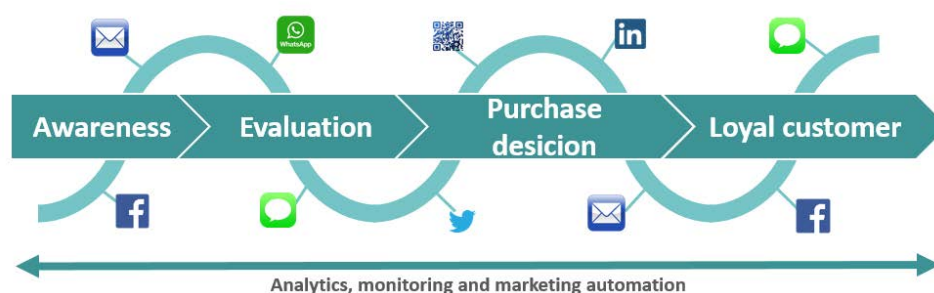 WhatsApp
in
Awareness
Evaluation
Purchase
desicion
Loyal customer
f
f
Analytics, monitoring and marketing automation